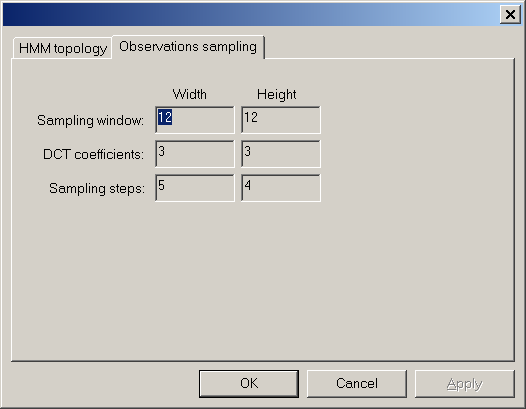 HMM topology Observations sampling
Width Height
Sampling window: 12 12
DCT coefficients: 3 3
Sampling steps: 5 4
OK Cancel Apply